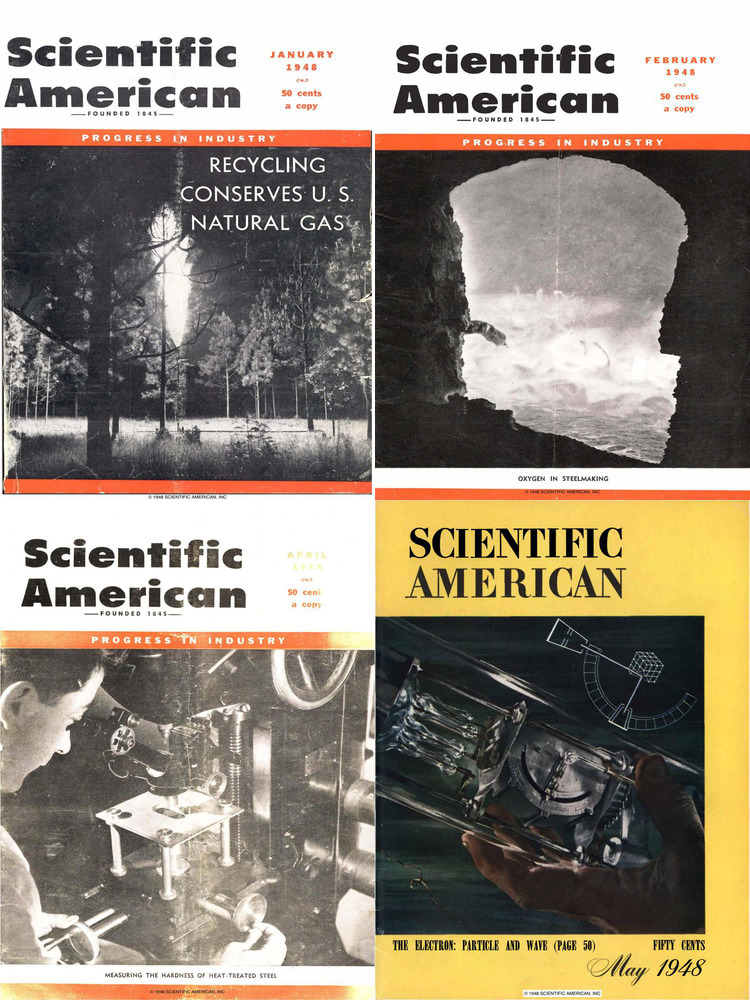 Scientific
American
FOUNDED 1845
JANUARY
1948
50 cents
a copy
PROGRESS IN INDUSTRY
RECYCLING
CONSERVES U. S.
NATURAL GAS
© 1948 SCIENTIFIC AMERICAN, INC
Scientific
American
FOUNDED 1845
FEBRUARY
1948
50 cents
a copy
PROGRESS IN INDUSTRY
OXYGEN IN STEELMAKING
© 1948 SCIENTIFIC AMERICAN, INC
Scientific
American
FOUNDED 1845
APRIL
50 cents
a copy
PROGRESS IN INDUSTRY
MEASURING THE HARDNESS OF HEAT-TREATED STEEL
© 1948 SCIENTIFIC AMERICAN, INC
SCIENTIFIC
AMERICAN
THE ELECTRON: PARTICLE AND WAVE (PAGE 50)
FIFTY CENTS
May 1948
© 1948 SCIENTIFIC AMERICAN, INC